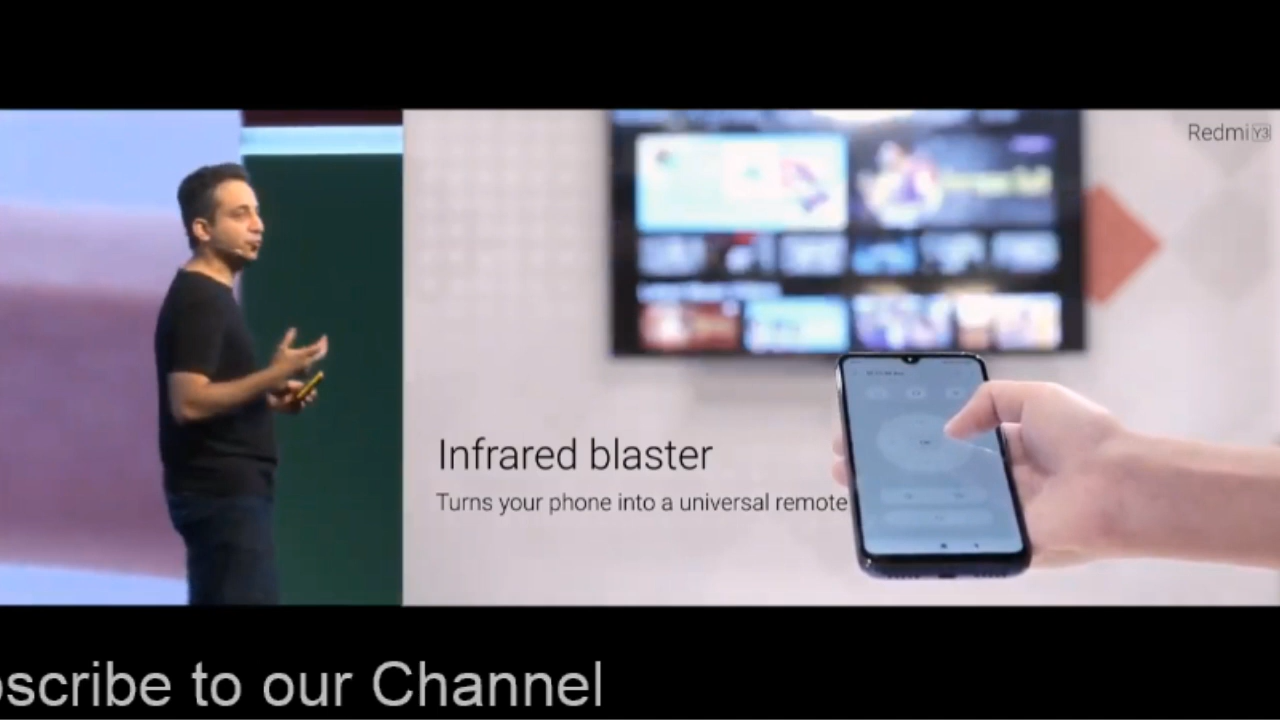 Redmi Y3
Infrared blaster
Turns your phone into a universal remote
scribe to our Channel